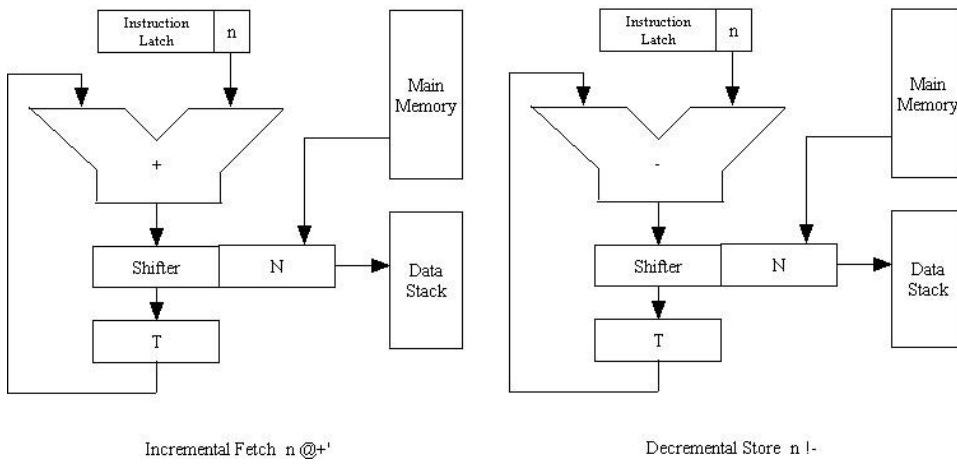 Instruction
Latch
n
Main
Memory
+
Shifter
N
Data
Stack
T
Incremental Fetch n @+'
Instruction
Latch
n
Main
Memory
-
Shifter
N
Data
Stack
T
Decremental Store n !-